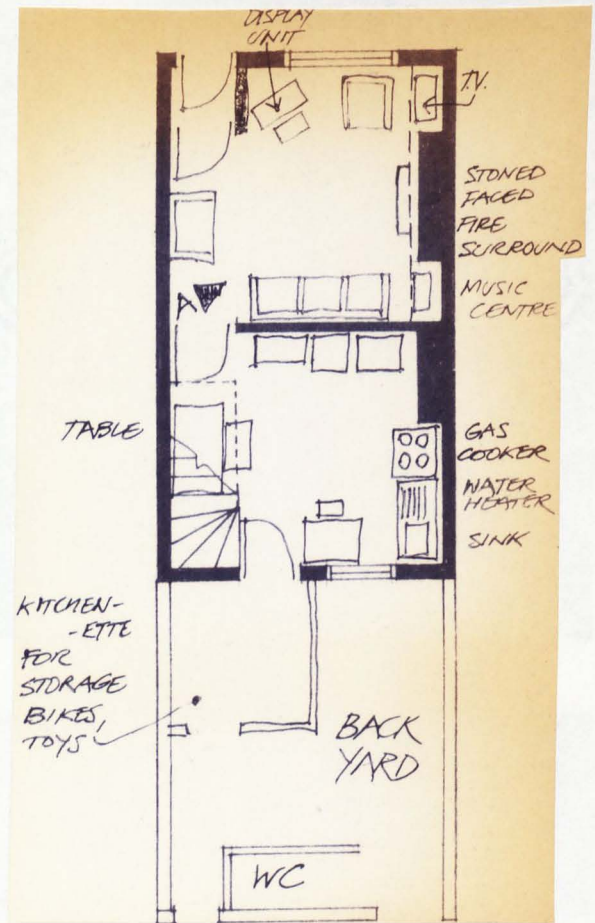 DISPLAY
UNIT
T.V.
STONED
FACED
FIRE
SURROUND
MUSIC
CENTRE
A
TABLE
GAS
COOKER
WATER
HEATER
SINK
KITCHEN-
-ETTE
FOR
STORAGE
BIKES,
TOYS
BACK
YARD
WC